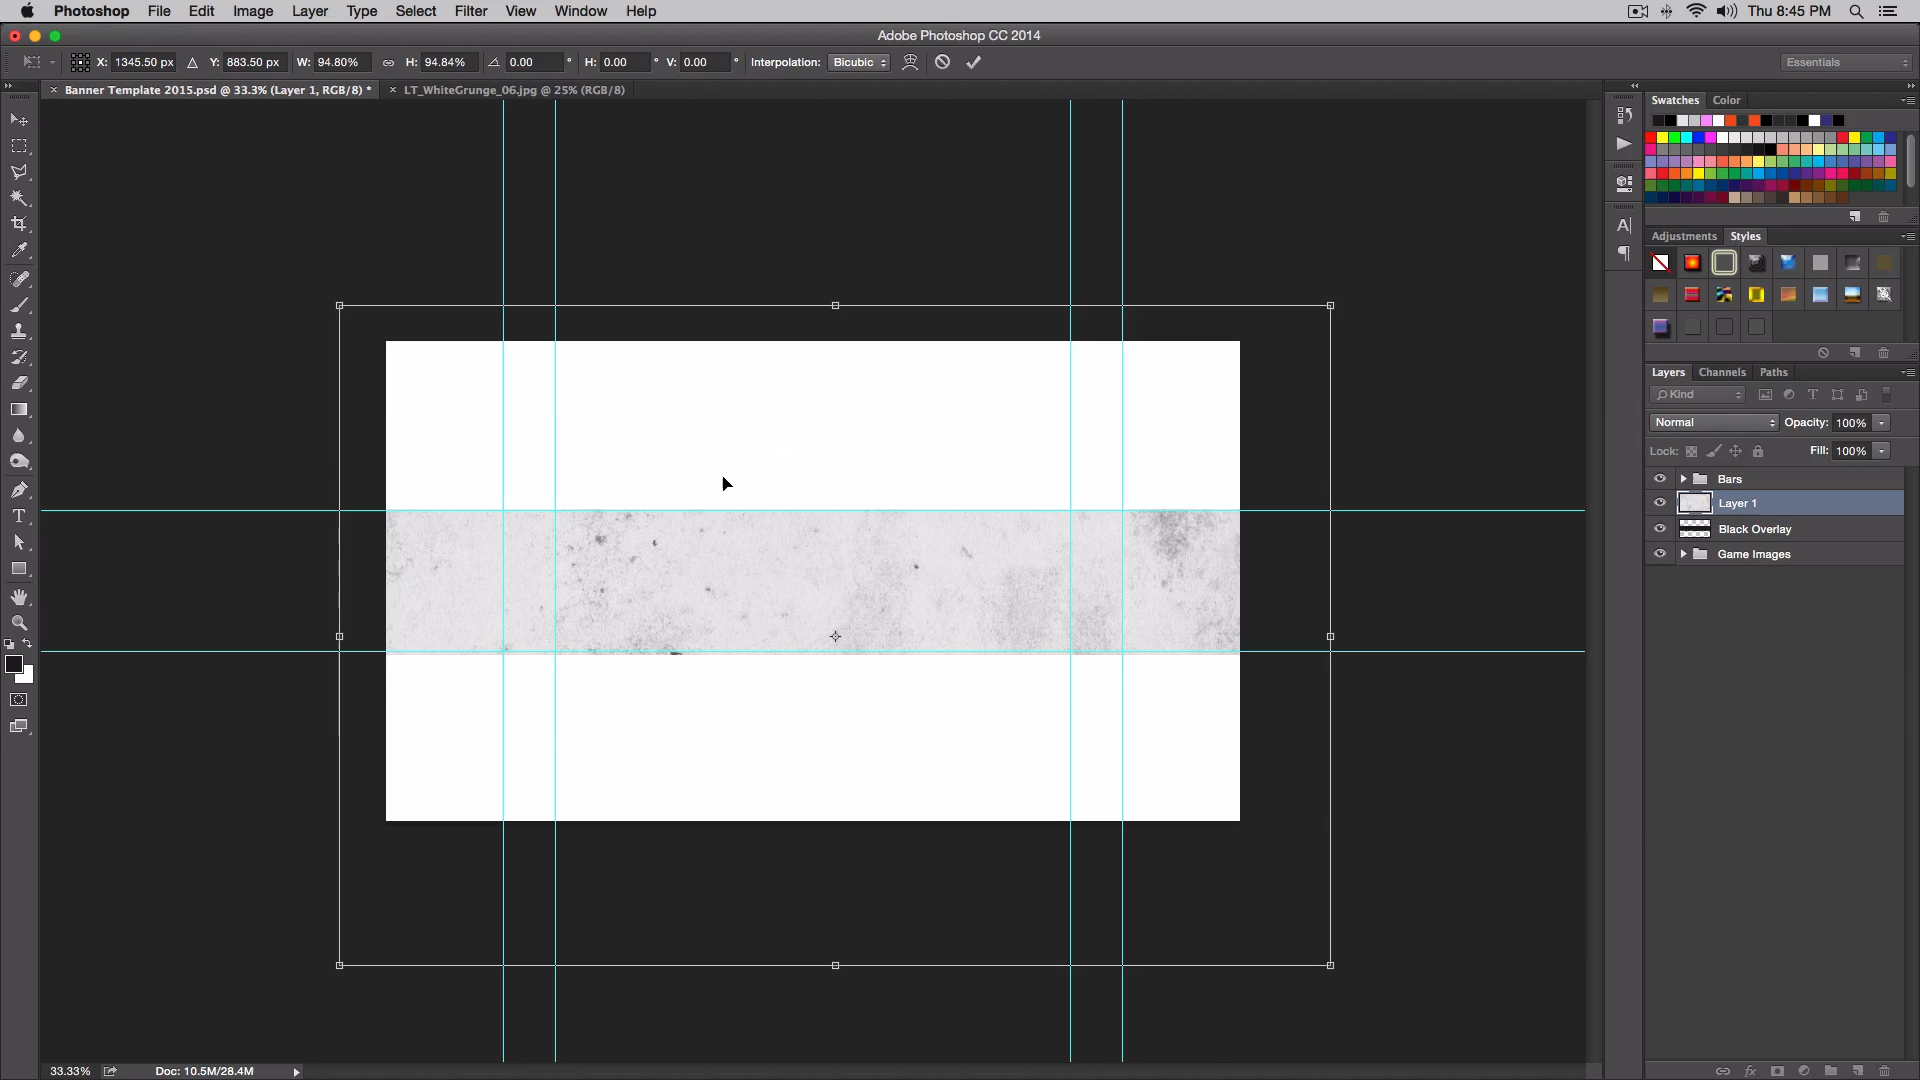 Photoshop File Edit Image Layer Type Select Filter View Window Help Thu 8:45 PM
Adobe Photoshop CC 2014
X: 1345.50 px Y: 883.50 px W: 94.80% H: 94.84% 0.00 ° H: 0.00 ° V: 0.00 ° Interpolation: Bicubic Essentials
× Banner Template 2015.psd @ 33.3% (Layer 1, RGB/8) * × LT_WhiteGrunge_06.jpg @ 25% (RGB/8)
Swatches Color
Adjustments Styles
Layers Channels Paths
Kind
Normal Opacity: 100%
Lock: Fill: 100%
Bars
Layer 1
Black Overlay
Game Images
33.33% Doc: 10.5M/28.4M